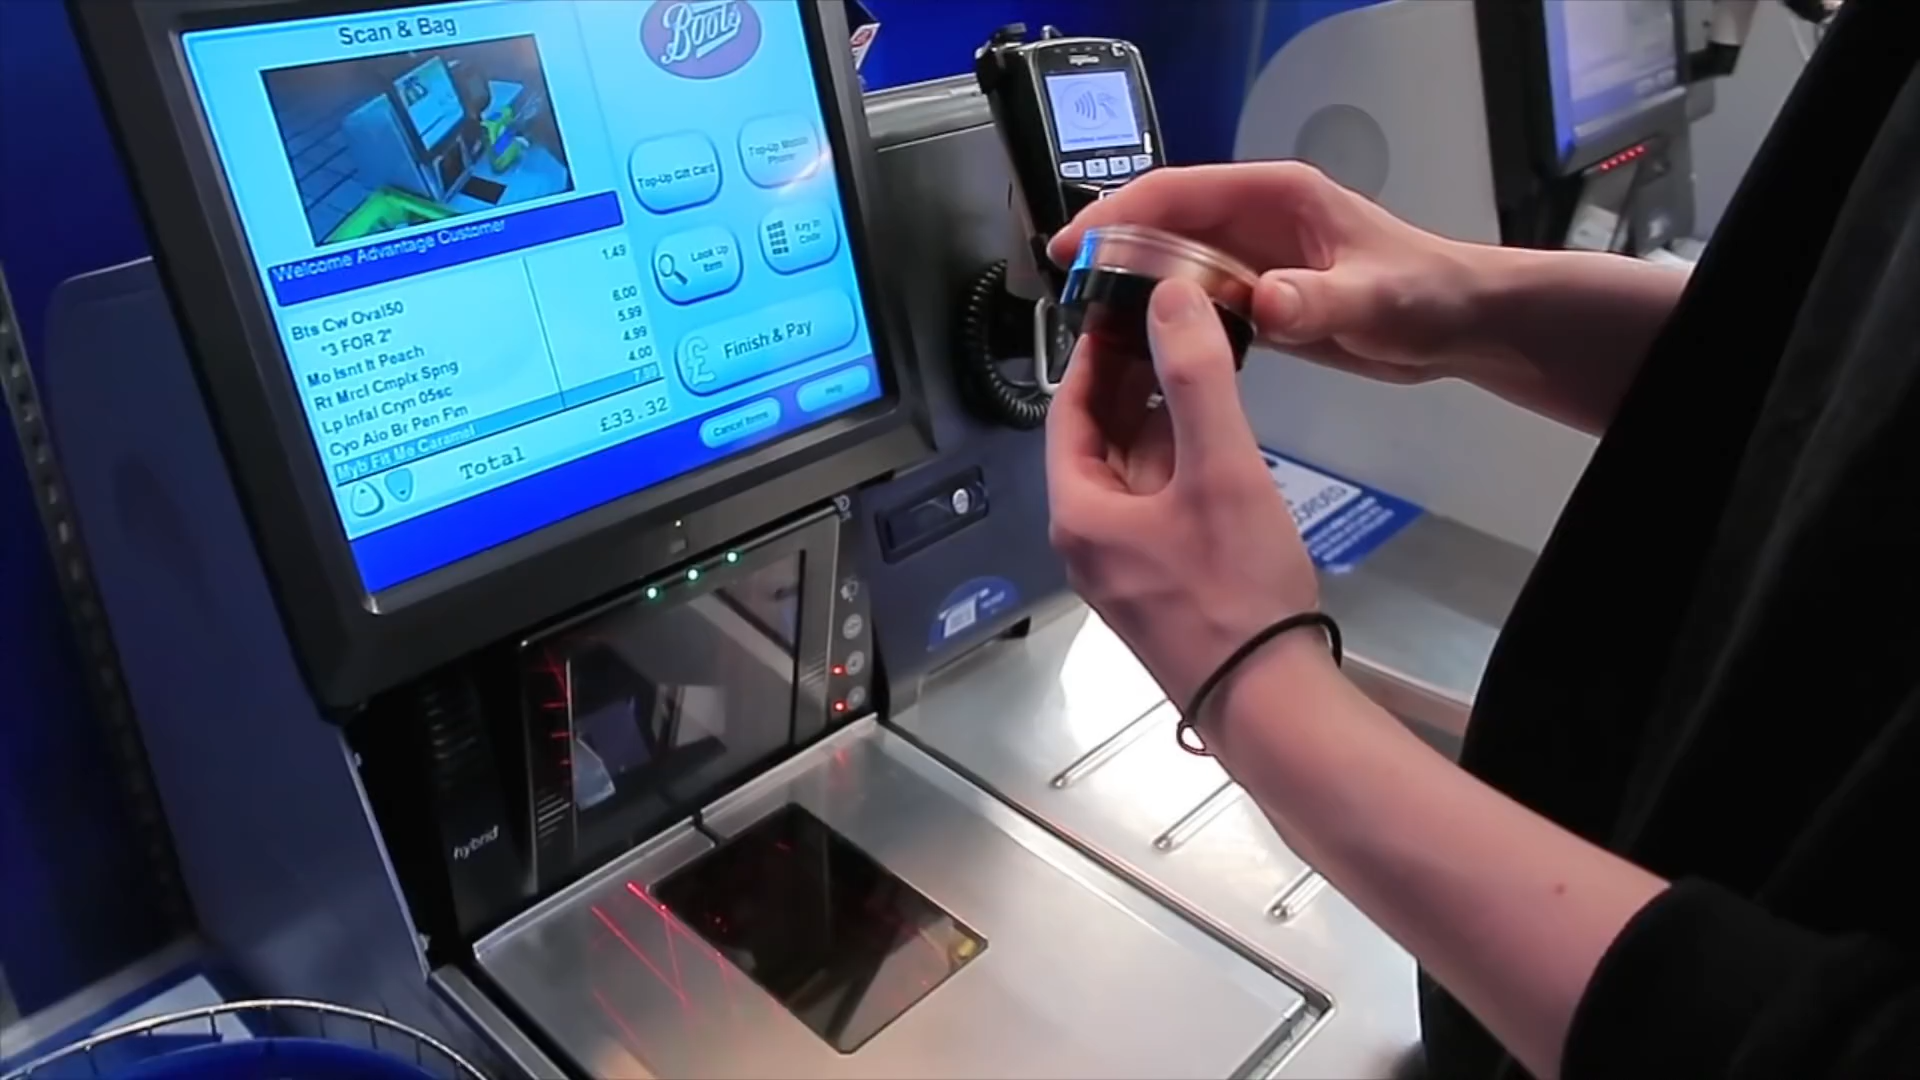 Scan & Bag
Boots
Top-Up Gift Card
Top-Up Mobile
Phone
Welcome Advantage Customer
Look Up
Item
Key In
Code
1.49
Bts Cw Oval50
"3 FOR 2"
6.00
Mo Isnt It Peach
5.99
Rt Mrcl Cmplx Spng
4.99
Lp Infal Cryn 05sc
4.00
Cyo Aio Br Pen Fim
Myb Fit Me Caramel
Finish & Pay
Total
£33.32
Cancel Items
Help
hybrid